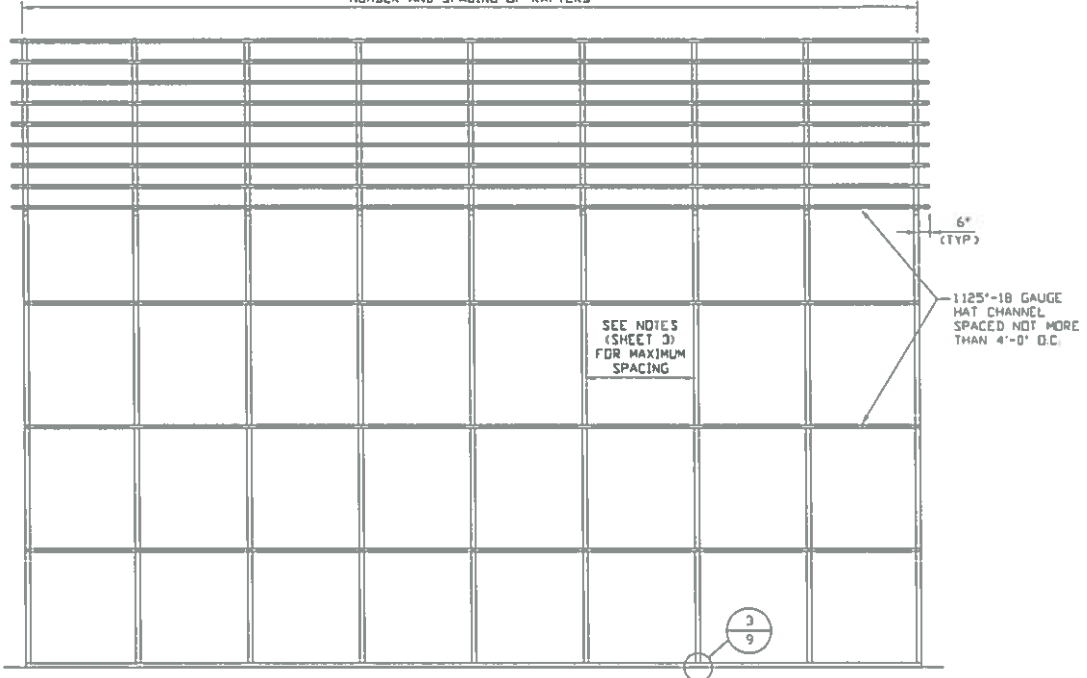 NUMBER AND SPACING OF RAFTERS
6"
(TYP)
1125"-18 GAUGE
HAT CHANNEL
SPACED NOT MORE
THAN 4'-0" O.C.
SEE NOTES
(SHEET 3)
FOR MAXIMUM
SPACING
3
9